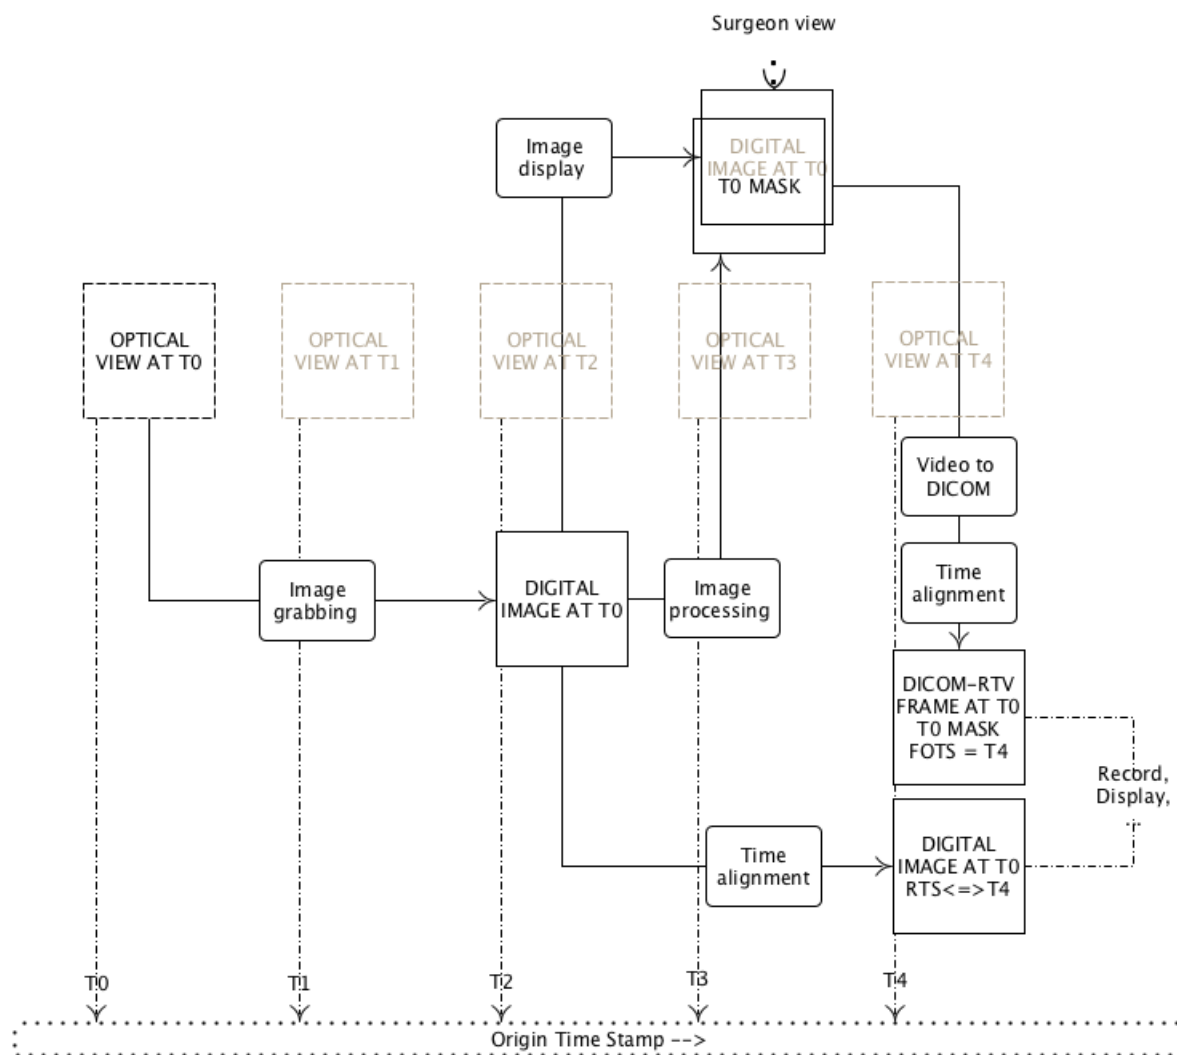 Surgeon view
Image
display
DIGITAL
IMAGE AT T0
T0 MASK
OPTICAL
VIEW AT T0
OPTICAL
VIEW AT T1
OPTICAL
VIEW AT T2
OPTICAL
VIEW AT T3
OPTICAL
VIEW AT T4
Video to
DICOM
Time
alignment
Image
grabbing
DIGITAL
IMAGE AT T0
Image
processing
DICOM-RTV
FRAME AT T0
T0 MASK
FOTS = T4
Record,
Display,
...
Time
alignment
DIGITAL
IMAGE AT T0
RTS<=>T4
T0
T1
T2
T3
T4
Origin Time Stamp -->